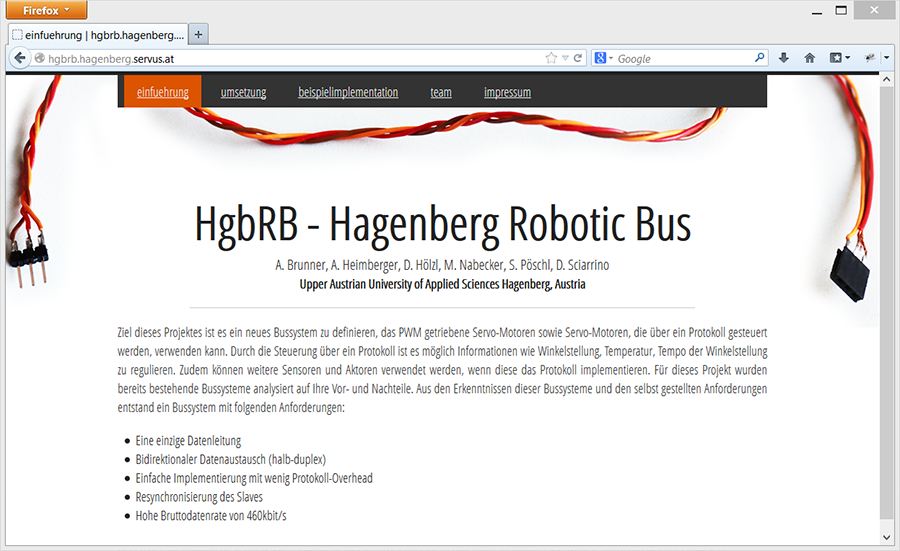 Firefox
einfuehrung | hgbrb.hagenberg....
hgbrb.hagenberg.servus.at
Google
einfuehrung umsetzung beispielimplementation team impressum
HgbRB - Hagenberg Robotic Bus
A. Brunner, A. Heimberger, D. Hölzl, M. Nabecker, S. Pöschl, D. Sciarrino
Upper Austrian University of Applied Sciences Hagenberg, Austria
Ziel dieses Projektes ist es ein neues Bussystem zu definieren, das PWM getriebene Servo-Motoren sowie Servo-Motoren, die über ein Protokoll gesteuert
werden, verwenden kann. Durch die Steuerung über ein Protokoll ist es möglich Informationen wie Winkelstellung, Temperatur, Tempo der Winkelstellung
zu regulieren. Zudem können weitere Sensoren und Aktoren verwendet werden, wenn diese das Protokoll implementieren. Für dieses Projekt wurden
bereits bestehende Bussysteme analysiert auf Ihre Vor- und Nachteile. Aus den Erkenntnissen dieser Bussysteme und den selbst gestellten Anforderungen
entstand ein Bussystem mit folgenden Anforderungen:
• Eine einzige Datenleitung
• Bidirektionaler Datenaustausch (halb-duplex)
• Einfache Implementierung mit wenig Protokoll-Overhead
• Resynchronisierung des Slaves
• Hohe Bruttodatenrate von 460kbit/s